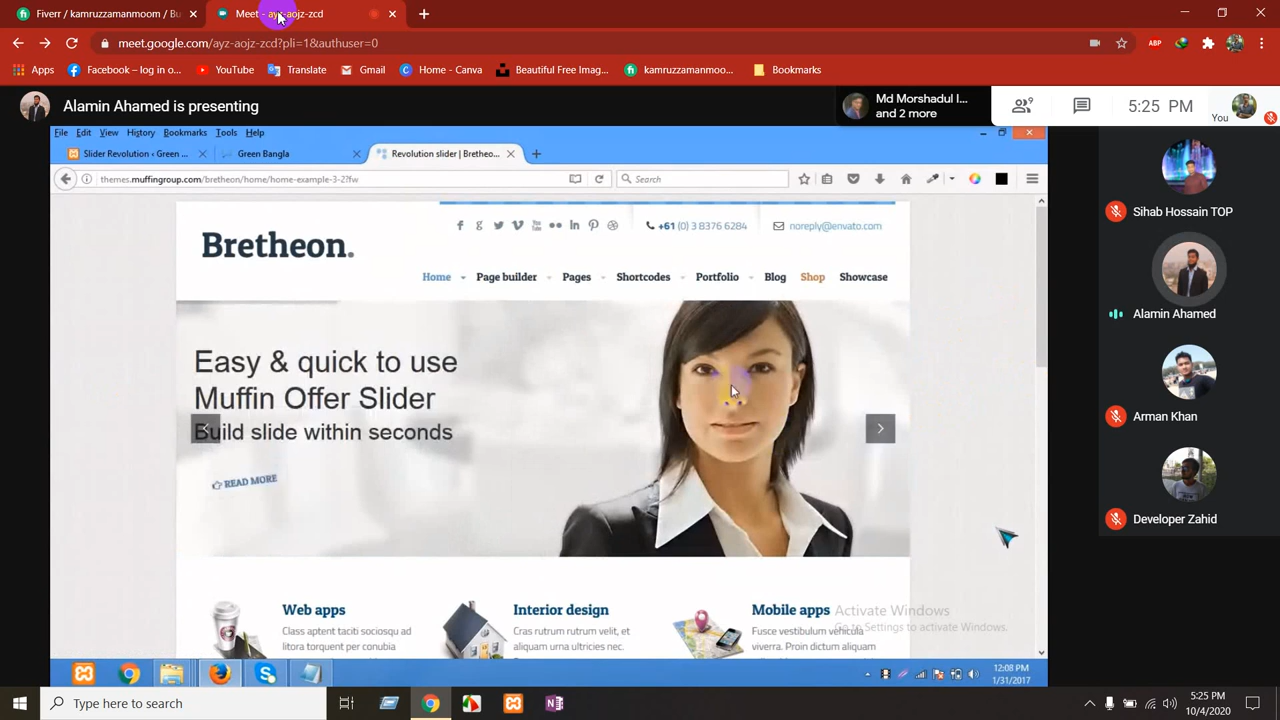 Fiverr / kamruzzamanmoom / Bu
Meet - ayz-aojz-zcd
meet.google.com/ayz-aojz-zcd?pli=1&authuser=0
ABP
Apps
Facebook – log in o...
YouTube
Translate
Gmail
Home - Canva
Beautiful Free Imag...
kamruzzamanmoo...
Bookmarks
Alamin Ahamed is presenting
Md Morshadul I...
and 2 more
9
5:25 PM
You
File Edit View History Bookmarks Tools Help
Slider Revolution ‹ Green ...
Green Bangla
Revolution slider | Bretheo...
themes.muffingroup.com/bretheon/home/home-example-3-2?fw
Search
+61 (0) 3 8376 6284
noreply@envato.com
Bretheon.
Home Page builder Pages Shortcodes Portfolio Blog Shop Showcase
Easy & quick to use
Muffin Offer Slider
Build slide within seconds
READ MORE
Web apps
Class aptent taciti sociosqu ad
litora torquent per conubia
Interior design
Cras rutrum rutrum velit, et
aliquam urna ultricies nec.
Mobile apps
Fusce vestibulum vehicula
viverra. Proin dictum aliquam
Activate Windows
Go to Settings to activate Windows.
12:08 PM
1/31/2017
Sihab Hossain TOP
Alamin Ahamed
Arman Khan
Developer Zahid
Type here to search
5:25 PM
10/4/2020